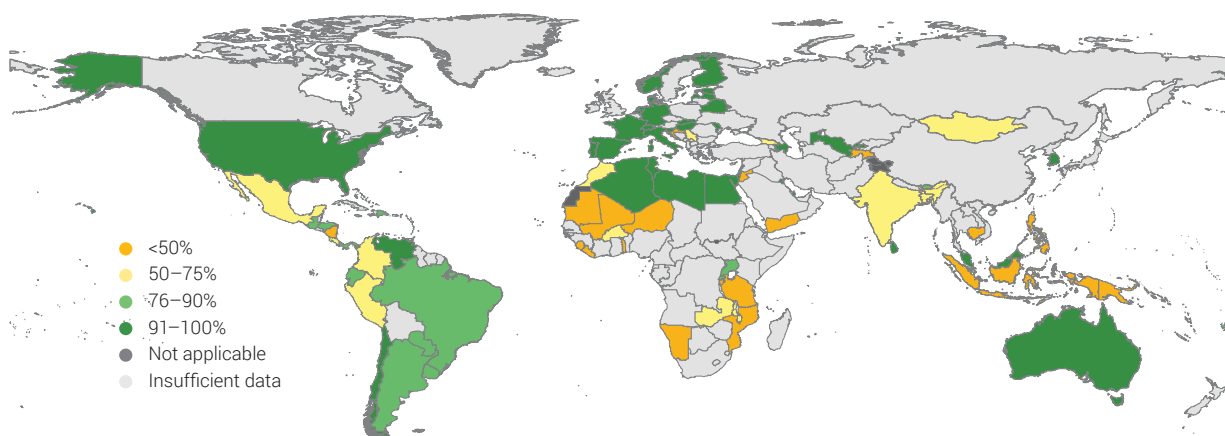 <50%
50–75%
76–90%
91–100%
Not applicable
Insufficient data